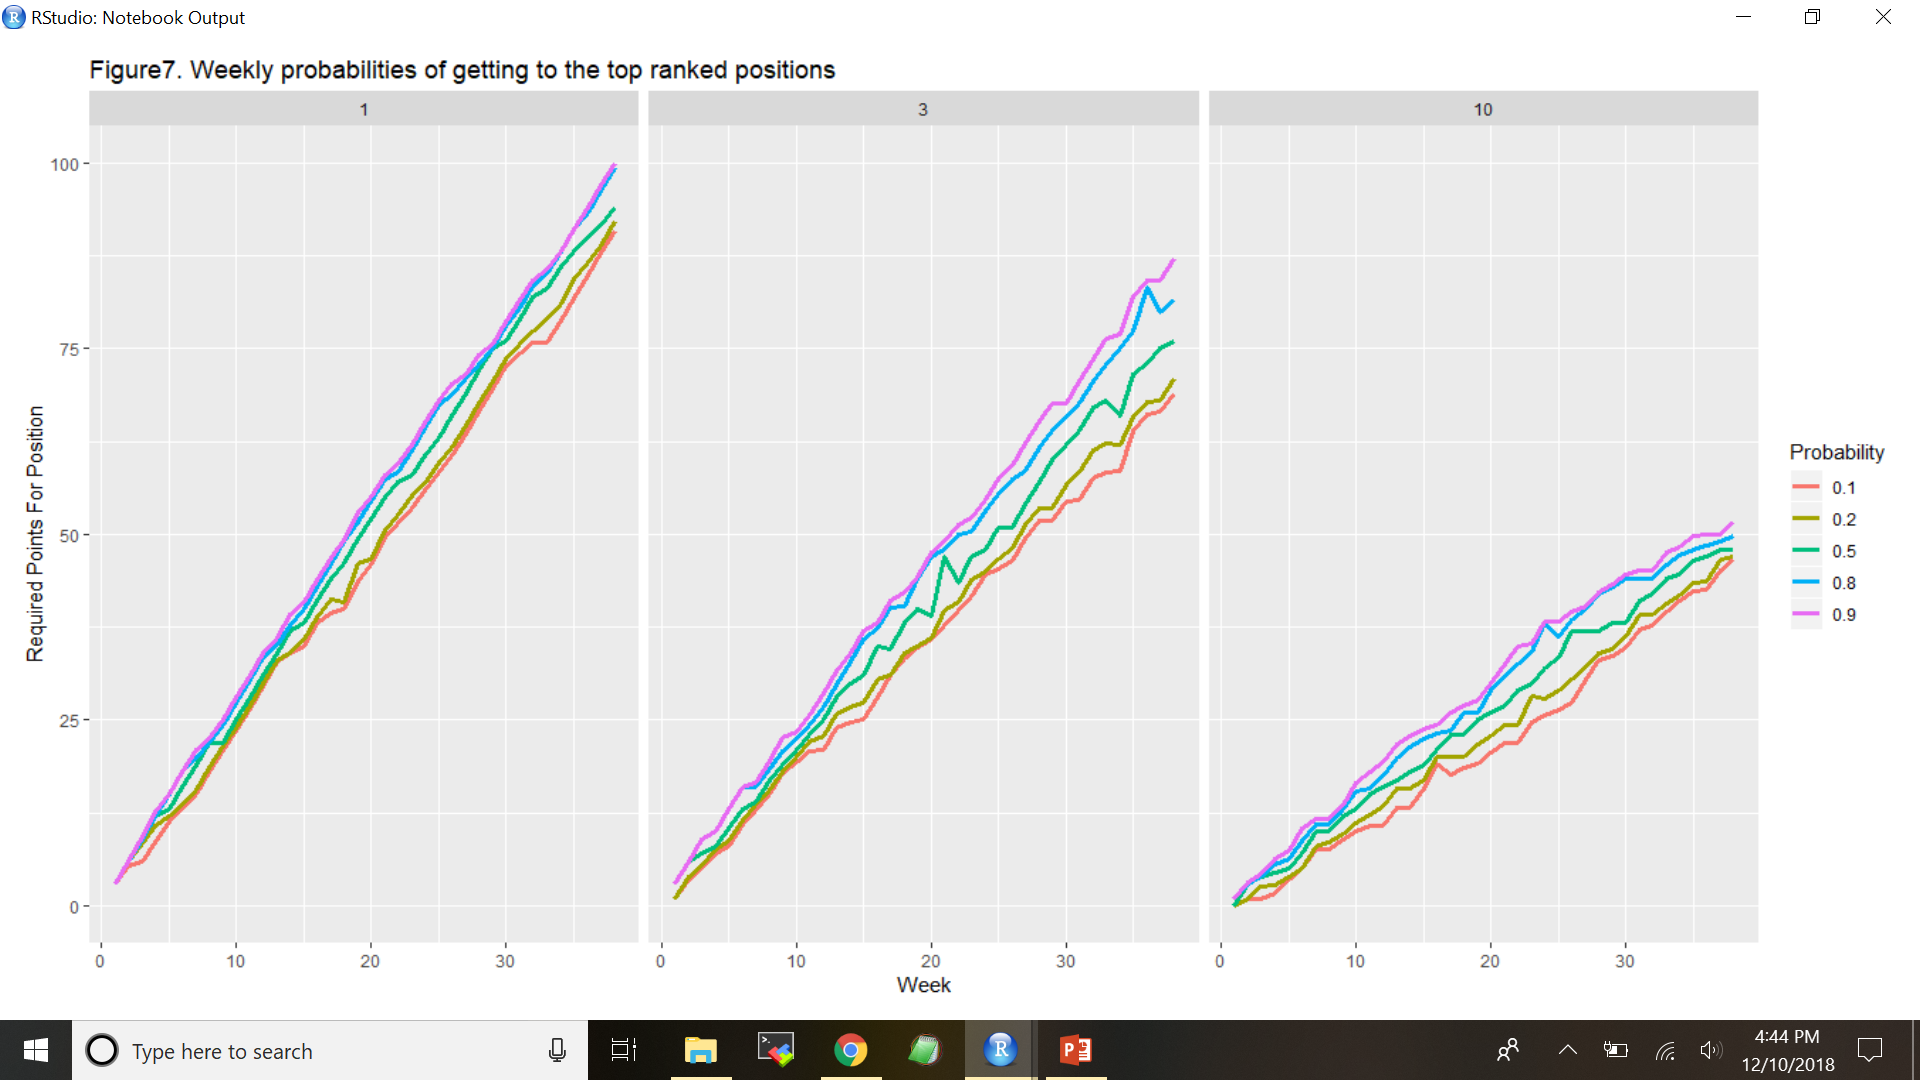 RStudio: Notebook Output
Figure7. Weekly probabilities of getting to the top ranked positions
1
3
10
Required Points For Position
100
75
50
25
0
0 10 20 30
0 10 20 30
0 10 20 30
Week
Probability
0.1
0.2
0.5
0.8
0.9
Type here to search
R
P
4:44 PM
12/10/2018